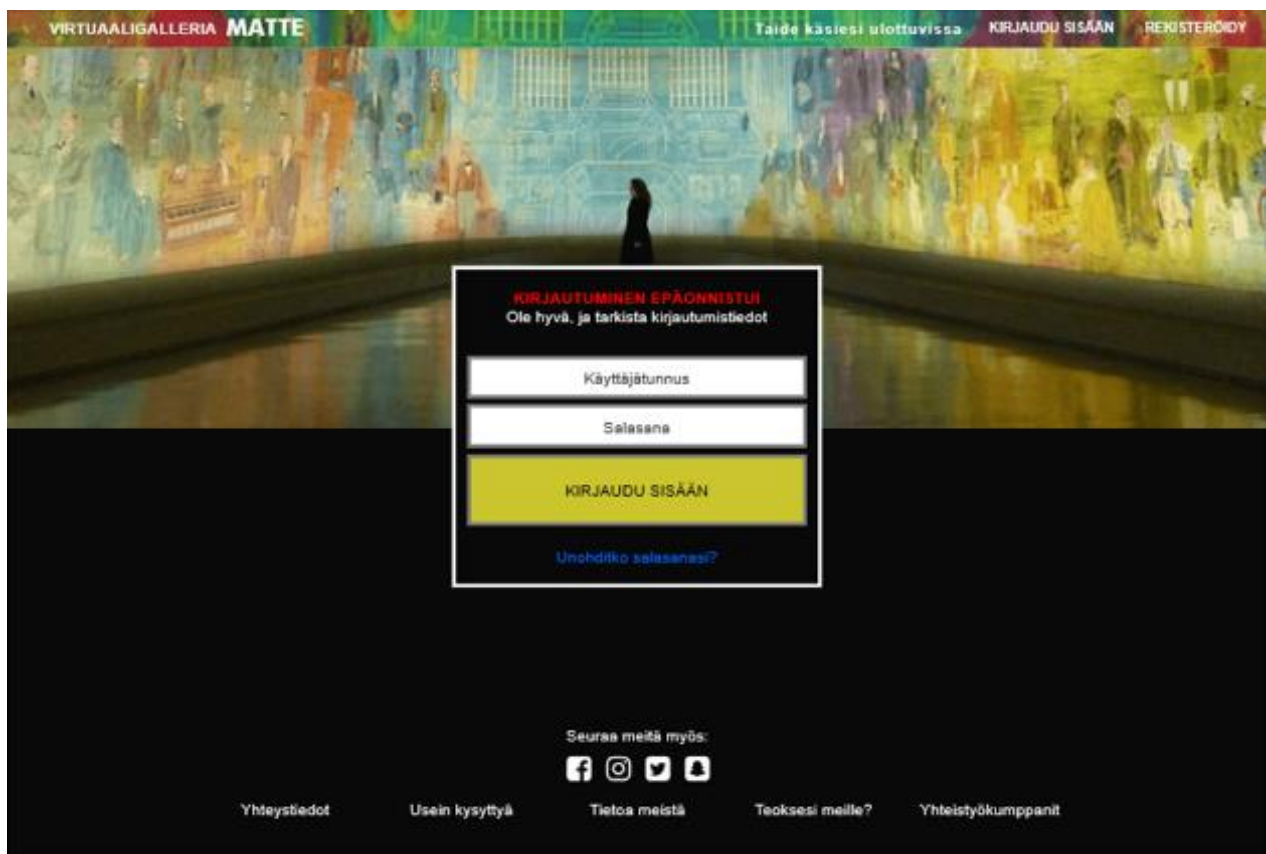 VIRTUAALIGALLERIA MATTE
Taide käsiesi ulottuvissa
KIRJAUDU SISÄÄN
REKISTERÖIDY
KIRJAUTUMINEN EPÄONNISTUI
Ole hyvä, ja tarkista kirjautumistiedot
Käyttäjätunnus
Salasana
KIRJAUDU SISÄÄN
Unohditko salasanasi?
Seuraa meitä myös:
Yhteystiedot Usein kysyttyä Tietoa meistä Teoksesi meille? Yhteistyökumppanit